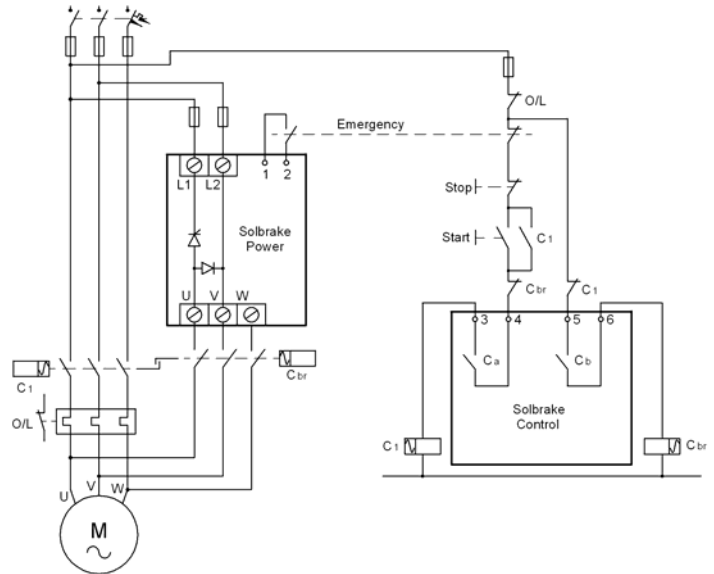 O/L
Emergency
1 2
L1 L2
Stop
Solbrake
Power
Start
C1
U V W
Cbr
C1
3 4 5 6
Ca
Cb
C1
Cbr
Solbrake
Control
O/L
C1
Cbr
U V W
M